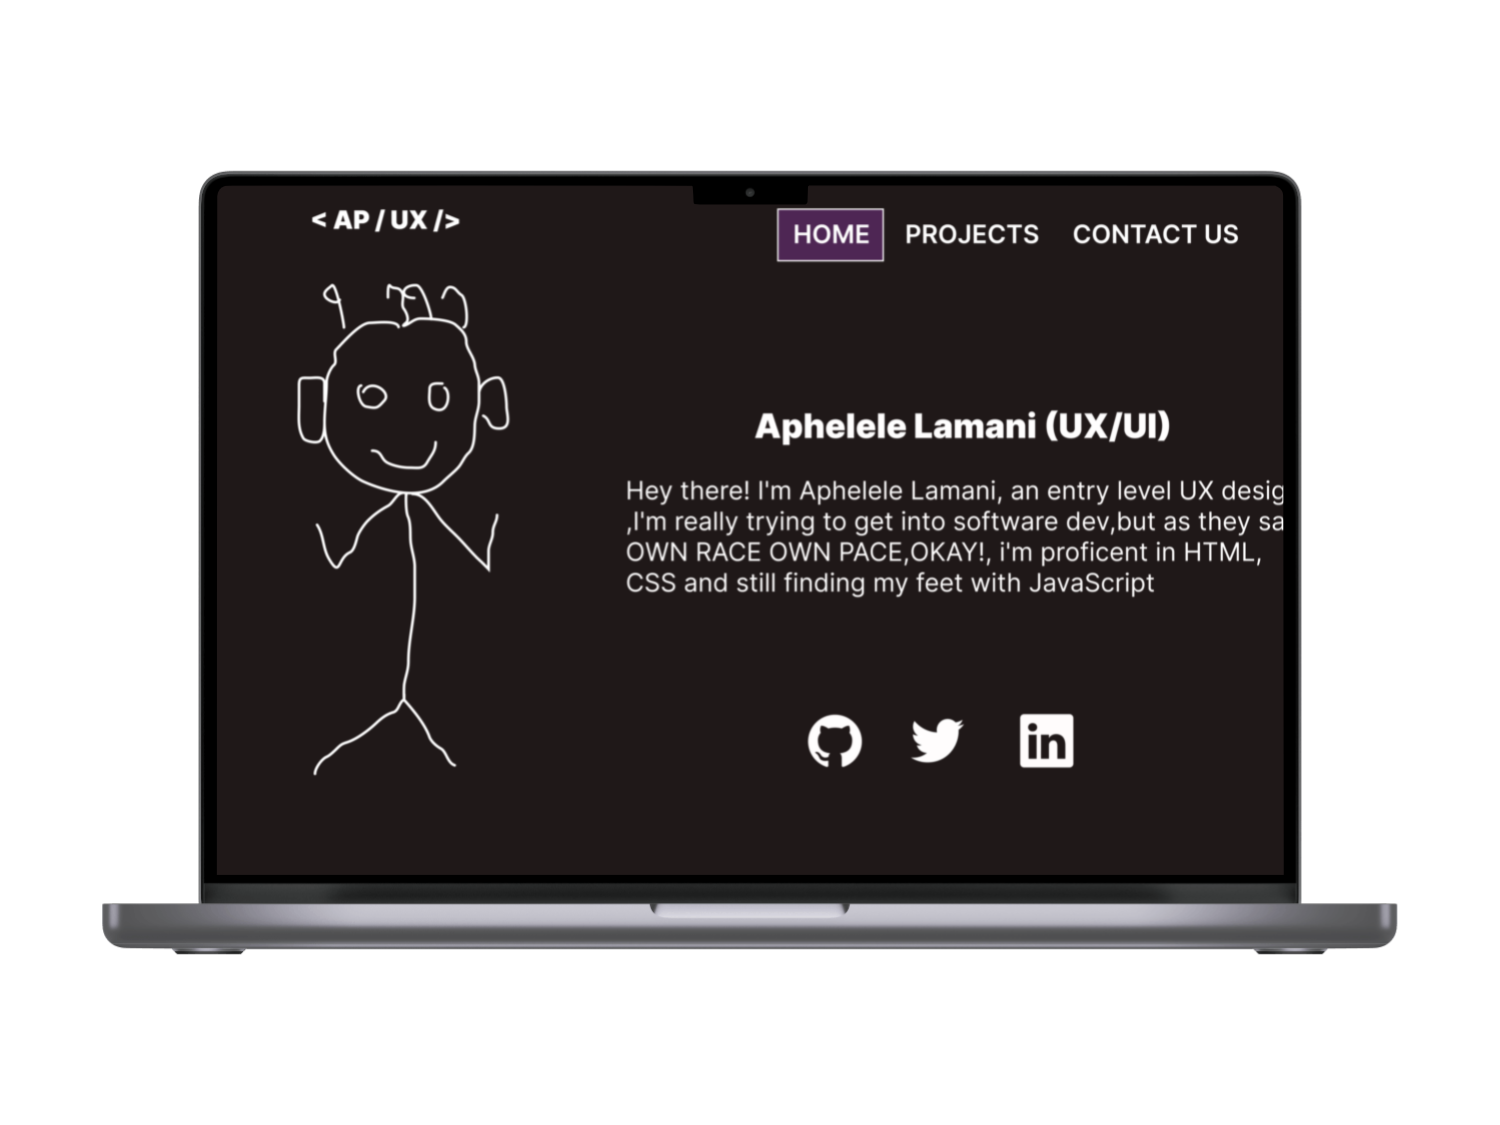 < AP / UX />
HOME PROJECTS CONTACT US
Aphelele Lamani (UX/UI)
Hey there! I'm Aphelele Lamani, an entry level UX desig
,I'm really trying to get into software dev,but as they sa
OWN RACE OWN PACE,OKAY!, i'm proficent in HTML,
CSS and still finding my feet with JavaScript
in